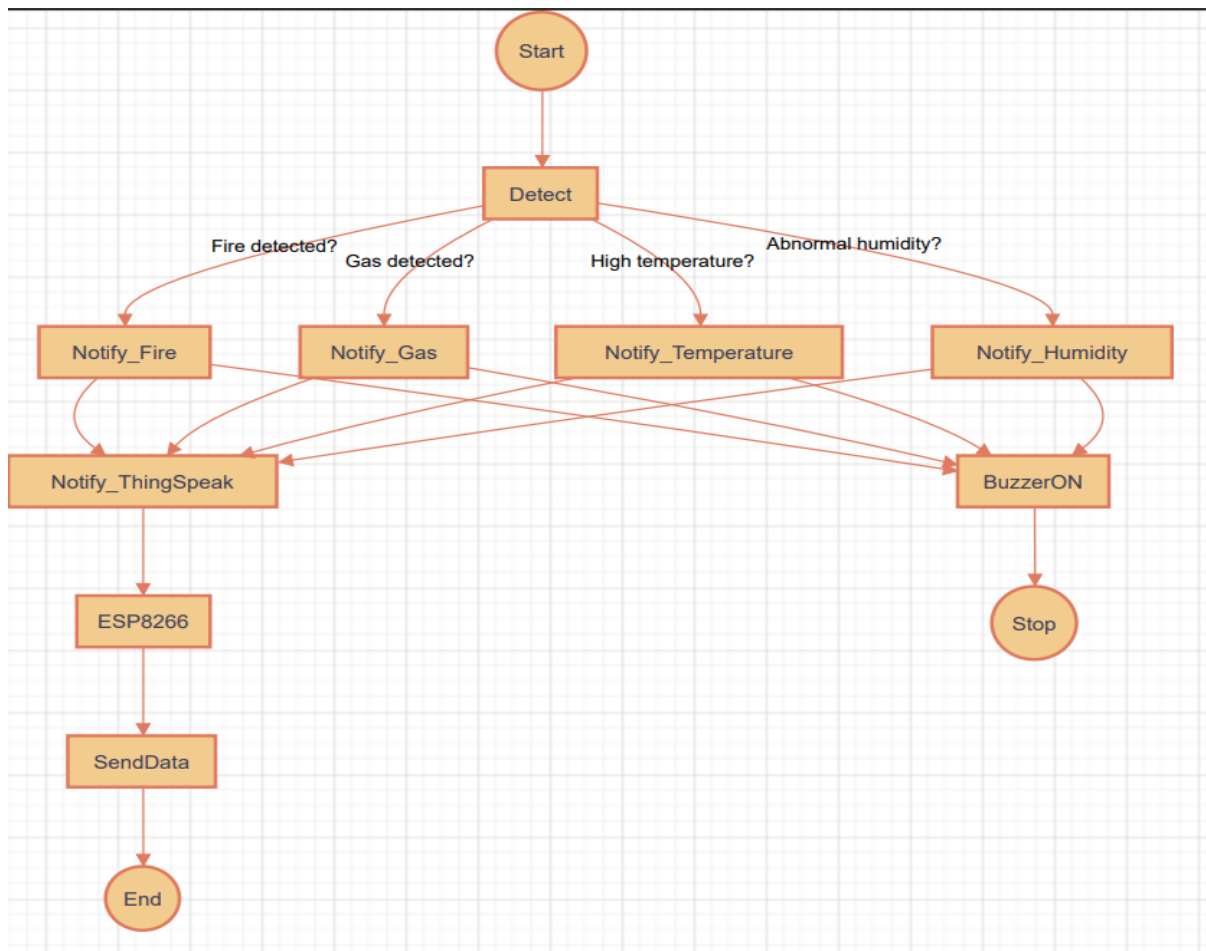 Start
Detect
Fire detected?
Gas detected?
High temperature?
Abnormal humidity?
Notify_Fire
Notify_Gas
Notify_Temperature
Notify_Humidity
Notify_ThingSpeak
BuzzerON
ESP8266
Stop
SendData
End